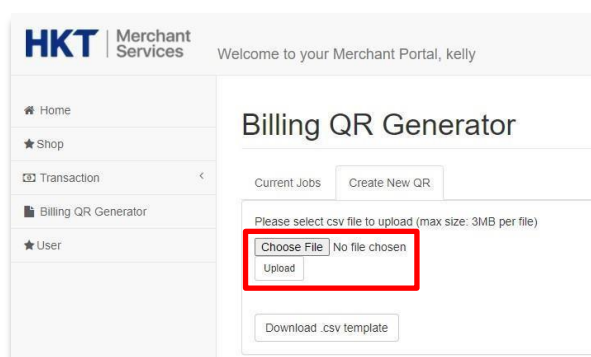 HKT Merchant Services
Welcome to your Merchant Portal, kelly
Home
Shop
Transaction
Billing QR Generator
User
Billing QR Generator
Current Jobs
Create New QR
Please select csv file to upload (max size: 3MB per file)
Choose File No file chosen
Upload
Download .csv template